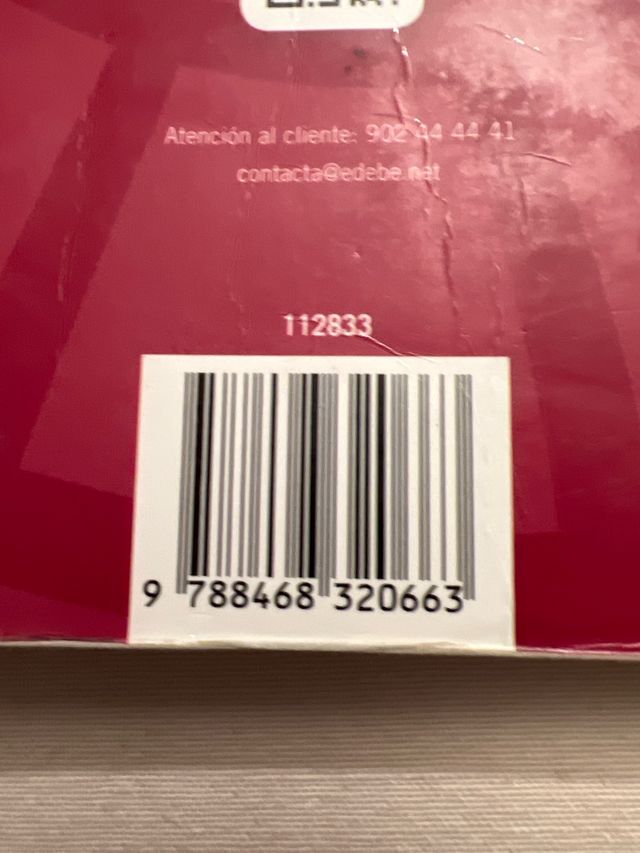 Atención al cliente: 902 44 44 41
contacta@edebe.net
112833
9 788468 320663